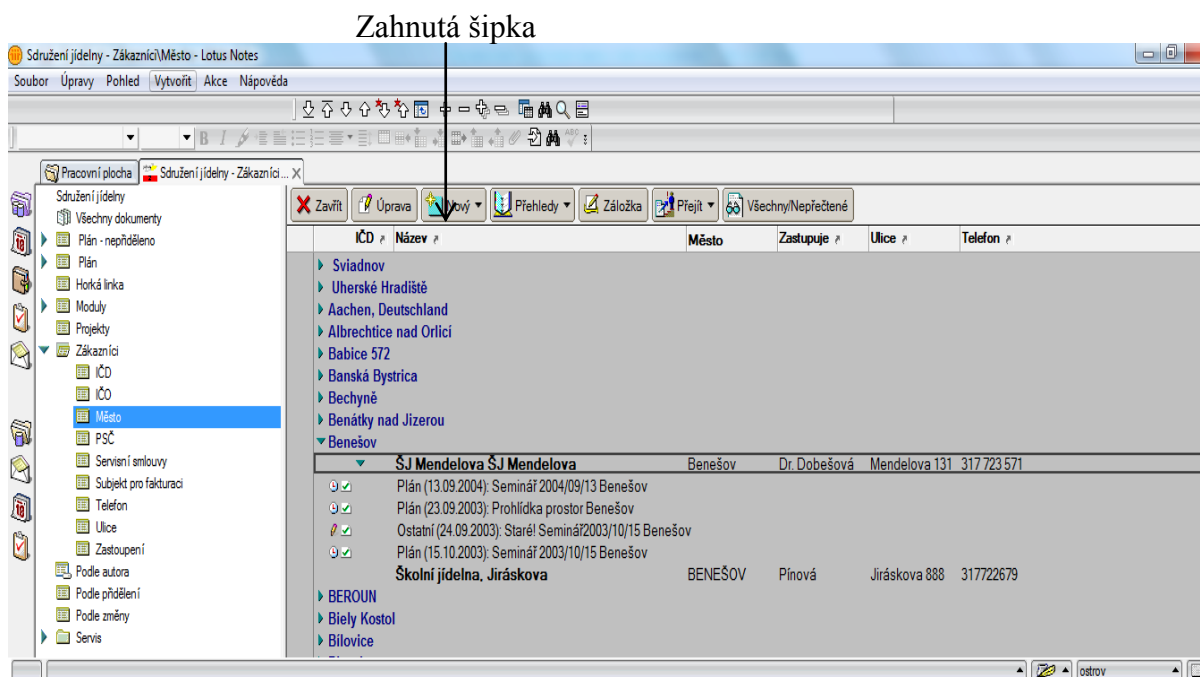 Zahnutá šipka
Sdružení jídelny - Zákazníci\Město - Lotus Notes
Soubor Úpravy Pohled Vytvořit Akce Nápověda
B I
ABC
Pracovní plocha Sdružení jídelny - Zákazníci... X
Zavřít Úprava Nový Přehledy Záložka Přejít Všechny/Nepřečtené
IČD Název Město Zastupuje Ulice Telefon
Sdružení jídelny
Všechny dokumenty
Plán - nepřiděleno
Plán
Horká linka
Moduly
Projekty
Zákazníci
IČD
IČO
Město
PSČ
Servisní smlouvy
Subjekt pro fakturaci
Telefon
Ulice
Zastoupení
Podle autora
Podle přidělení
Podle změny
Servis
Sviadnov
Uherské Hradiště
Aachen, Deutschland
Albrechtice nad Orlicí
Babice 572
Banská Bystrica
Bechyně
Benátky nad Jizerou
Benešov
ŠJ Mendelova ŠJ Mendelova Benešov Dr. Dobešová Mendelova 131 317 723 571
Plán (13.09.2004): Seminář 2004/09/13 Benešov
Plán (23.09.2003): Prohlídka prostor Benešov
Ostatní (24.09.2003): Staré! Seminář2003/10/15 Benešov
Plán (15.10.2003): Seminář 2003/10/15 Benešov
Školní jídelna, Jiráskova BENEŠOV Pínová Jiráskova 888 317722679
BEROUN
Biely Kostol
Bílovice
ostrov